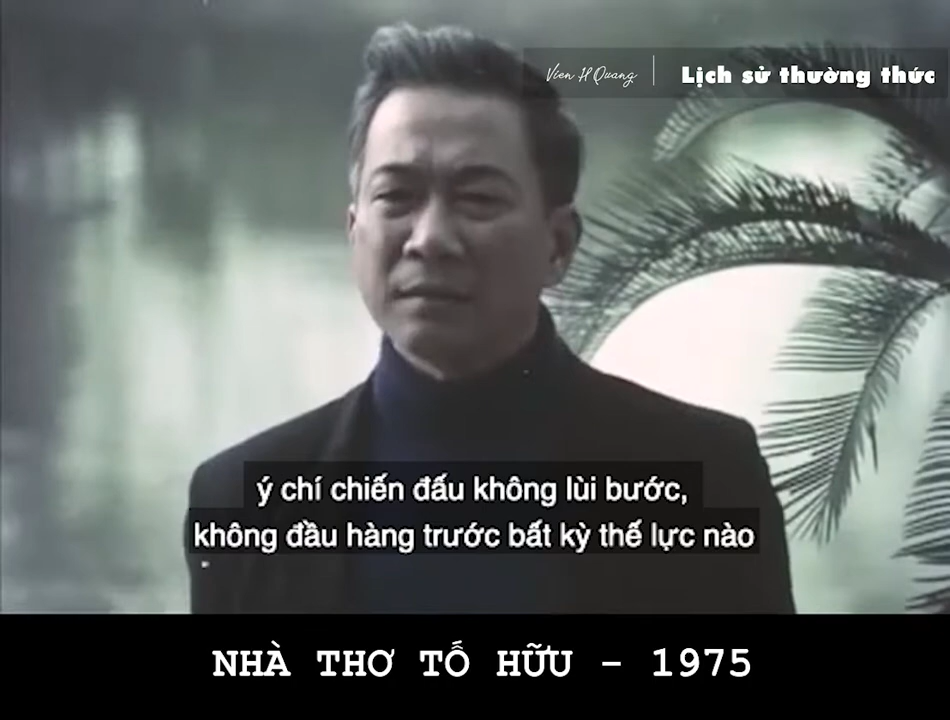 Vien H Quang | Lịch sử thường thức
ý chí chiến đấu không lùi bước,
không đầu hàng trước bất kỳ thế lực nào
NHÀ THƠ TỐ HỮU - 1975